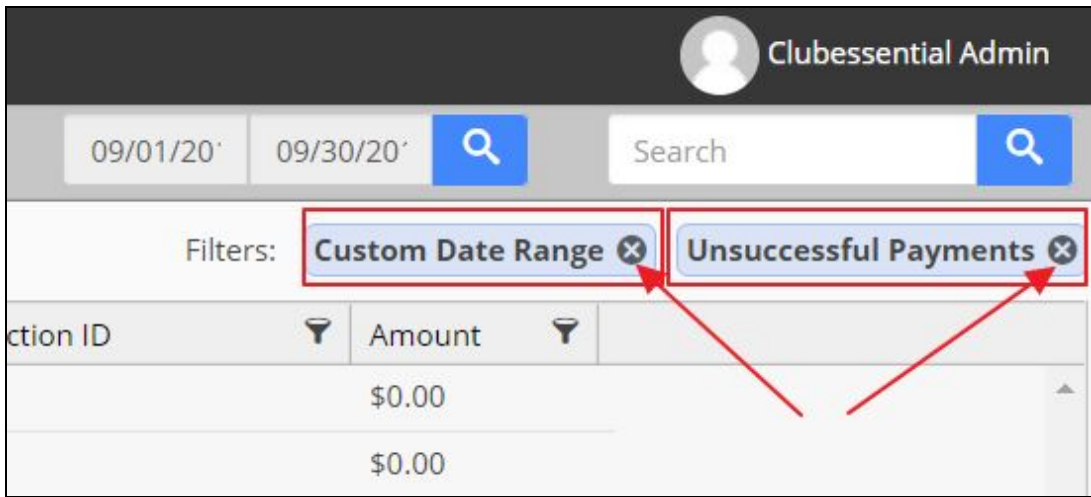 Clubessential Admin
09/01/20 09/30/20 Search
Filters: Custom Date Range Unsuccessful Payments
ction ID Amount
$0.00
$0.00